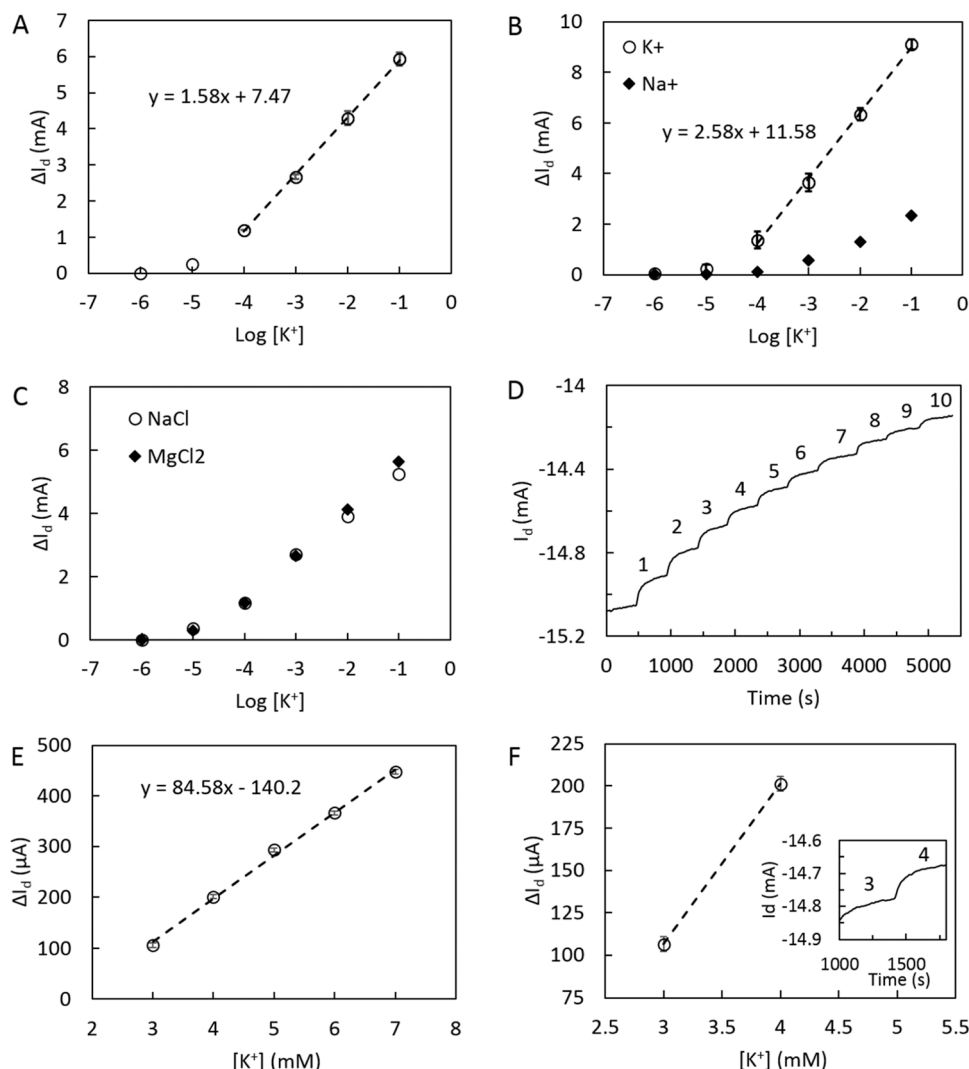 A
7
6
5
4
3
2
1
0
ΔId (mA)
y = 1.58x + 7.47
-7 -6 -5 -4 -3 -2 -1 0
Log [K⁺]
B
10
8
6
4
2
0
ΔId (mA)
K+
Na+
y = 2.58x + 11.58
-7 -6 -5 -4 -3 -2 -1 0
Log [K⁺]
C
8
6
4
2
0
ΔId (mA)
NaCl
MgCl2
-7 -6 -5 -4 -3 -2 -1 0
Log [K⁺]
D
-14
-14.4
-14.8
-15.2
Id (mA)
1 2 3 4 5 6 7 8 9 10
0 1000 2000 3000 4000 5000
Time (s)
E
500
400
300
200
100
0
ΔId (µA)
y = 84.58x - 140.2
2 3 4 5 6 7 8
[K⁺] (mM)
F
225
200
175
150
125
100
75
ΔId (µA)
-14.6
-14.7
-14.8
-14.9
Id (mA)
3 4
1000 1500
Time (s)
2.5 3 3.5 4 4.5 5 5.5
[K⁺] (mM)